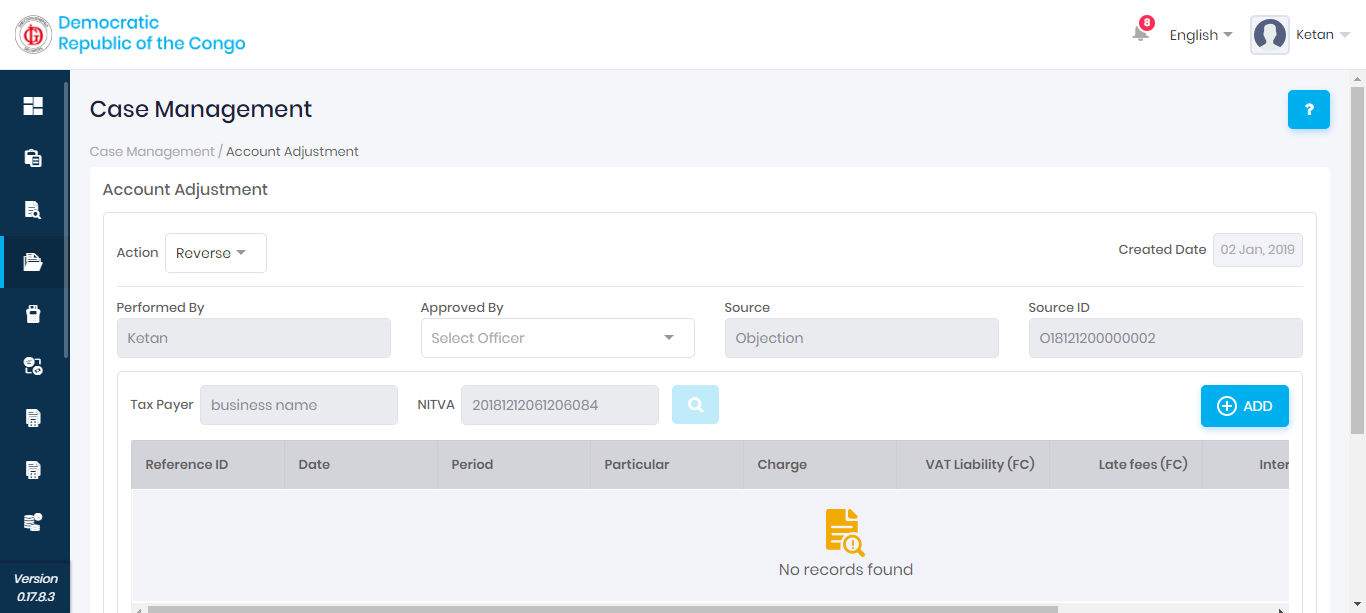 Democratic
Republic of the Congo
8
English
Ketan
Case Management
?
Case Management / Account Adjustment
Account Adjustment
Action
Reverse
Created Date
02 Jan, 2019
Performed By
Approved By
Source
Source ID
Ketan
Select Officer
Objection
O18121200000002
Tax Payer
business name
NITVA
20181212061206084
ADD
Reference ID
Date
Period
Particular
Charge
VAT Liability (FC)
Late fees (FC)
Inter
No records found
Version
0.17.8.3